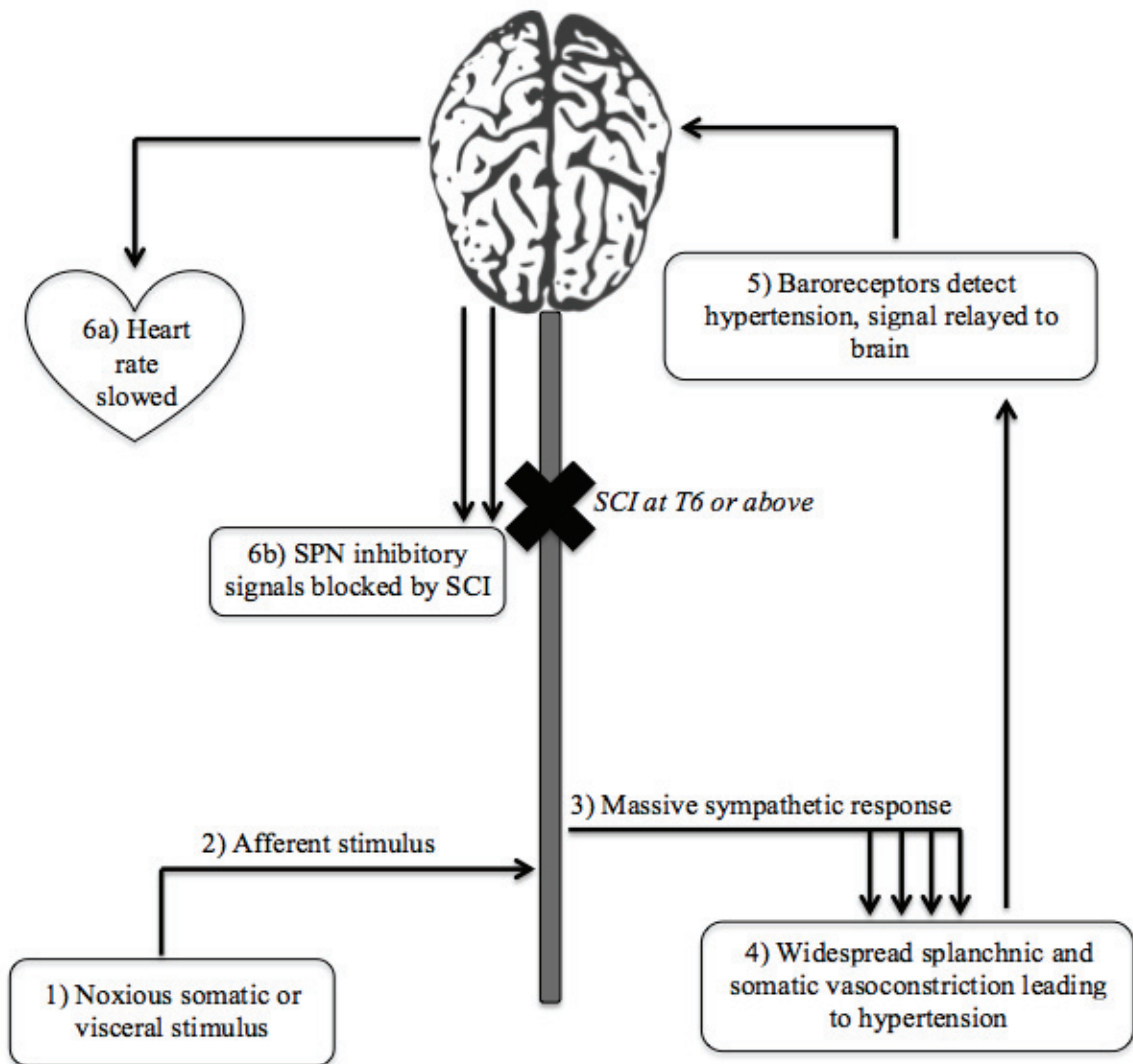 6a) Heart
rate
slowed
5) Baroreceptors detect
hypertension, signal relayed to
brain
SCI at T6 or above
6b) SPN inhibitory
signals blocked by SCI
3) Massive sympathetic response
2) Afferent stimulus
1) Noxious somatic or
visceral stimulus
4) Widespread splanchnic and
somatic vasoconstriction leading
to hypertension